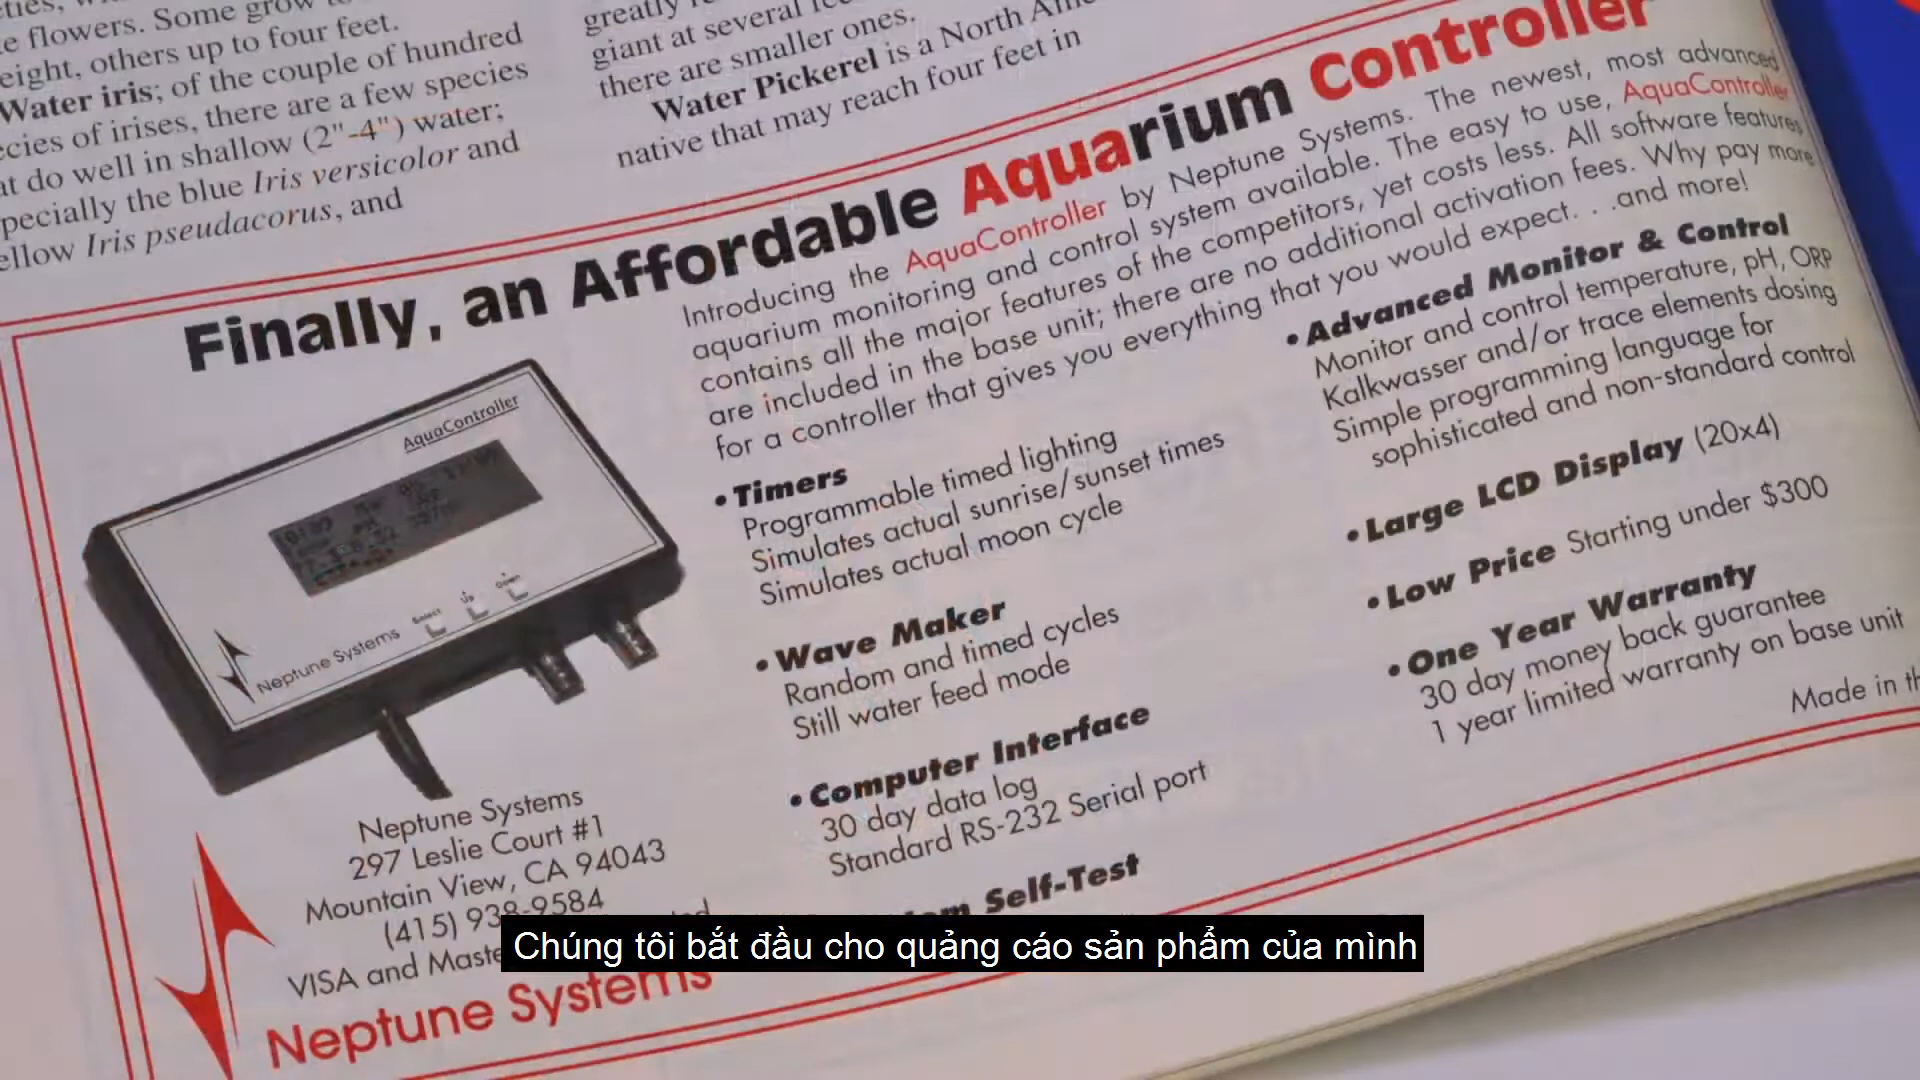 flowers. Some grow
eight, others up to four feet.
Water iris; of the couple of hundred
ecies of irises, there are a few species
at do well in shallow (2"-4") water;
pecially the blue Iris versicolor and
ellow Iris pseudacorus, and
greatly
giant at several
there are smaller ones.
Water Pickerel is a North
native that may reach four feet in
Finally, an Affordable Aquarium Controller
Introducing the AquaController by Neptune Systems. The newest, most advanced
aquarium monitoring and control system available. The easy to use, AquaController
contains all the major features of the competitors, yet costs less. All software features
are included in the base unit; there are no additional activation fees. Why pay more
for a controller that gives you everything that you would expect. . .and more!
AquaController
Select Up Down
Neptune Systems
•Timers
Programmable timed lighting
Simulates actual sunrise/sunset times
Simulates actual moon cycle
•Wave Maker
Random and timed cycles
Still water feed mode
•Computer Interface
30 day data log
Standard RS-232 Serial port
Self-Test
•Advanced Monitor & Control
Monitor and control temperature, pH, ORP
Kalkwasser and/or trace elements dosing
Simple programming language for
sophisticated and non-standard control
•Large LCD Display (20x4)
•Low Price Starting under $300
•One Year Warranty
30 day money back guarantee
1 year limited warranty on base unit
Made in
Neptune Systems
297 Leslie Court #1
Mountain View, CA 94043
(415) 938-9584
VISA and
Neptune Systems
Chúng tôi bắt đầu cho quảng cáo sản phẩm của mình